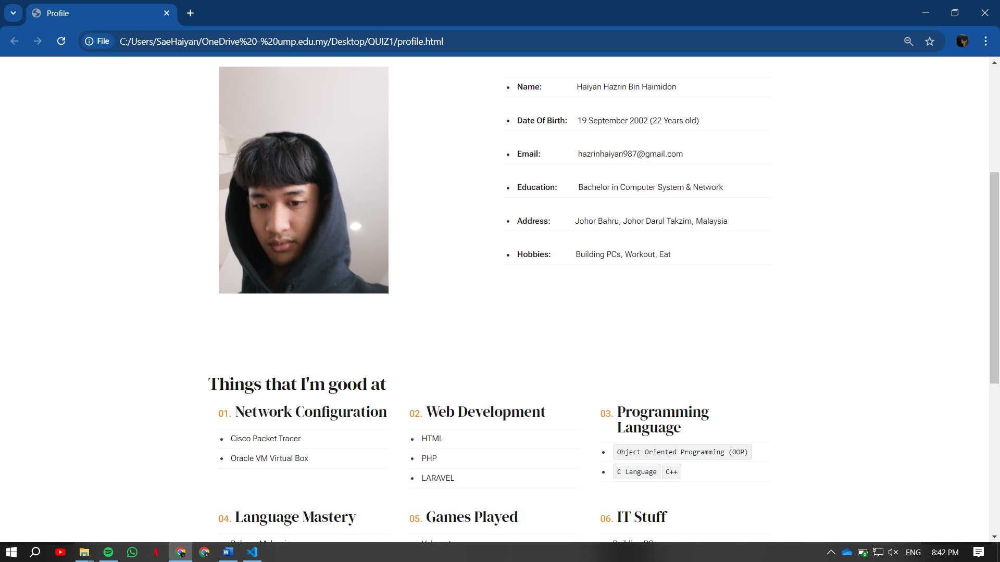 Profile
File
C:/Users/SaeHaiyan/OneDrive%20-%20ump.edu.my/Desktop/QUIZ1/profile.html
Name: Haiyan Hazrin Bin Haimidon
Date Of Birth: 19 September 2002 (22 Years old)
Email: hazrinhaiyan987@gmail.com
Education: Bachelor in Computer System & Network
Address: Johor Bahru, Johor Darul Takzim, Malaysia
Hobbies: Building PCs, Workout, Eat
Things that I'm good at
01. Network Configuration
Cisco Packet Tracer
Oracle VM Virtual Box
02. Web Development
HTML
PHP
LARAVEL
03. Programming
Language
Object Oriented Programming (OOP)
C Language C++
04. Language Mastery
05. Games Played
06. IT Stuff
ENG
8:42 PM